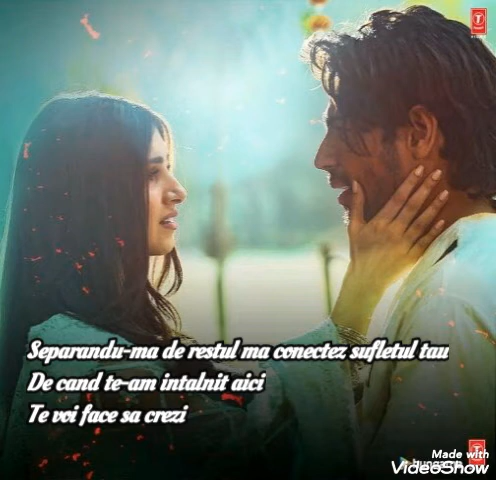 T
Separandu-ma de restul ma conectez sufletul tau
De cand te-am intalnit aici
Te voi face sa crezi
Made with
VideoShow